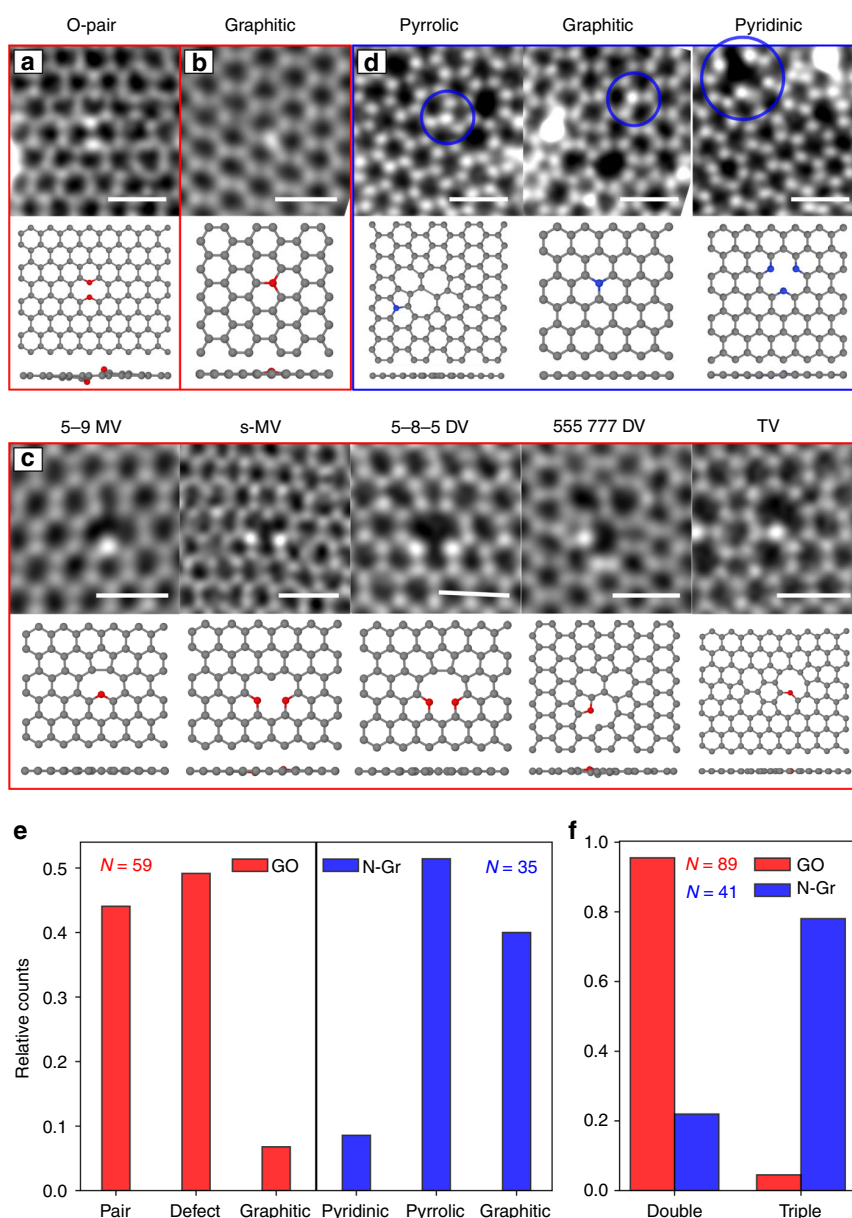 O-pair
Graphitic
Pyrrolic
Graphitic
Pyridinic
a
b
d
5–9 MV
s-MV
5–8–5 DV
555 777 DV
TV
c
e
f
N = 59
GO
N-Gr
N = 35
Relative counts
0.5
0.4
0.3
0.2
0.1
0.0
Pair
Defect
Graphitic
Pyridinic
Pyrrolic
Graphitic
N = 89
GO
N = 41
N-Gr
1.0
0.8
0.6
0.4
0.2
0.0
Double
Triple